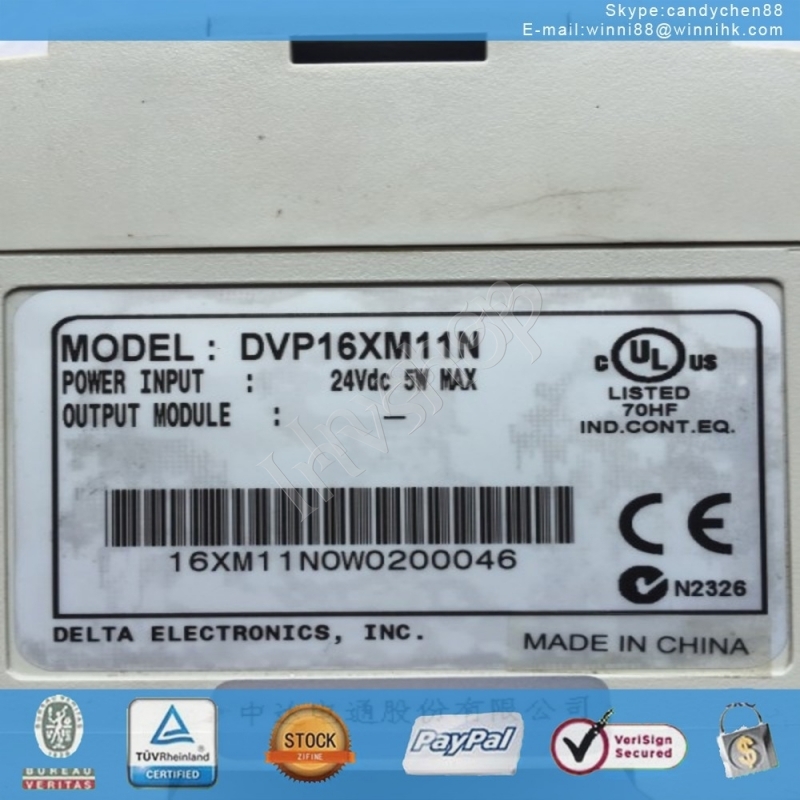 Skype:candychen88
E-mail:winni88@winnihk.com
MODEL : DVP16XM11N
POWER INPUT : 24Vdc 5W MAX
OUTPUT MODULE : —
C UL US
LISTED
70HF
IND.CONT.EQ.
16XM11N0W0200046
CE
N2326
DELTA ELECTRONICS, INC.
MADE IN CHINA
BUREAU
VERITAS
TÜVRheinland
CERTIFIED
STOCK
ZIFINE
PayPal
VeriSign
Secured